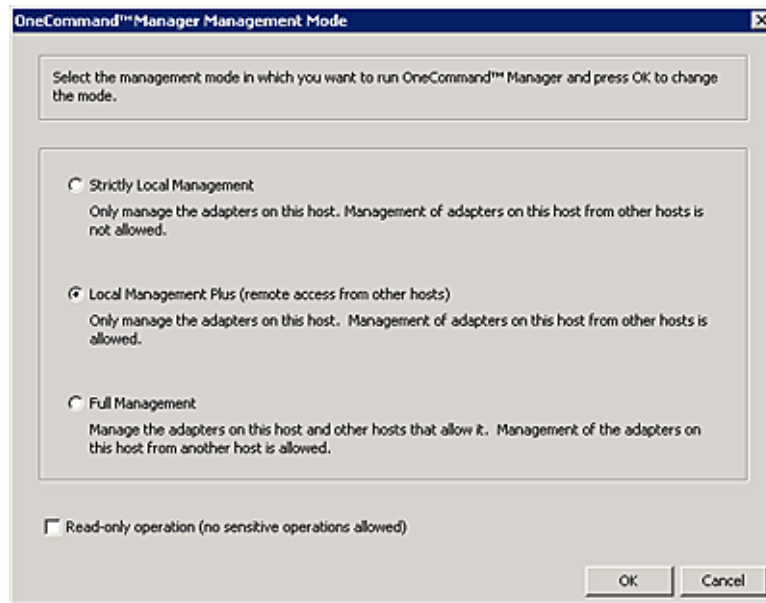 OneCommand™Manager Management Mode
Select the management mode in which you want to run OneCommand™ Manager and press OK to change
the mode.
Strictly Local Management
Only manage the adapters on this host. Management of adapters on this host from other hosts is
not allowed.
Local Management Plus (remote access from other hosts)
Only manage the adapters on this host. Management of adapters on this host from other hosts is
allowed.
Full Management
Manage the adapters on this host and other hosts that allow it. Management of the adapters on
this host from another host is allowed.
Read-only operation (no sensitive operations allowed)
OK Cancel